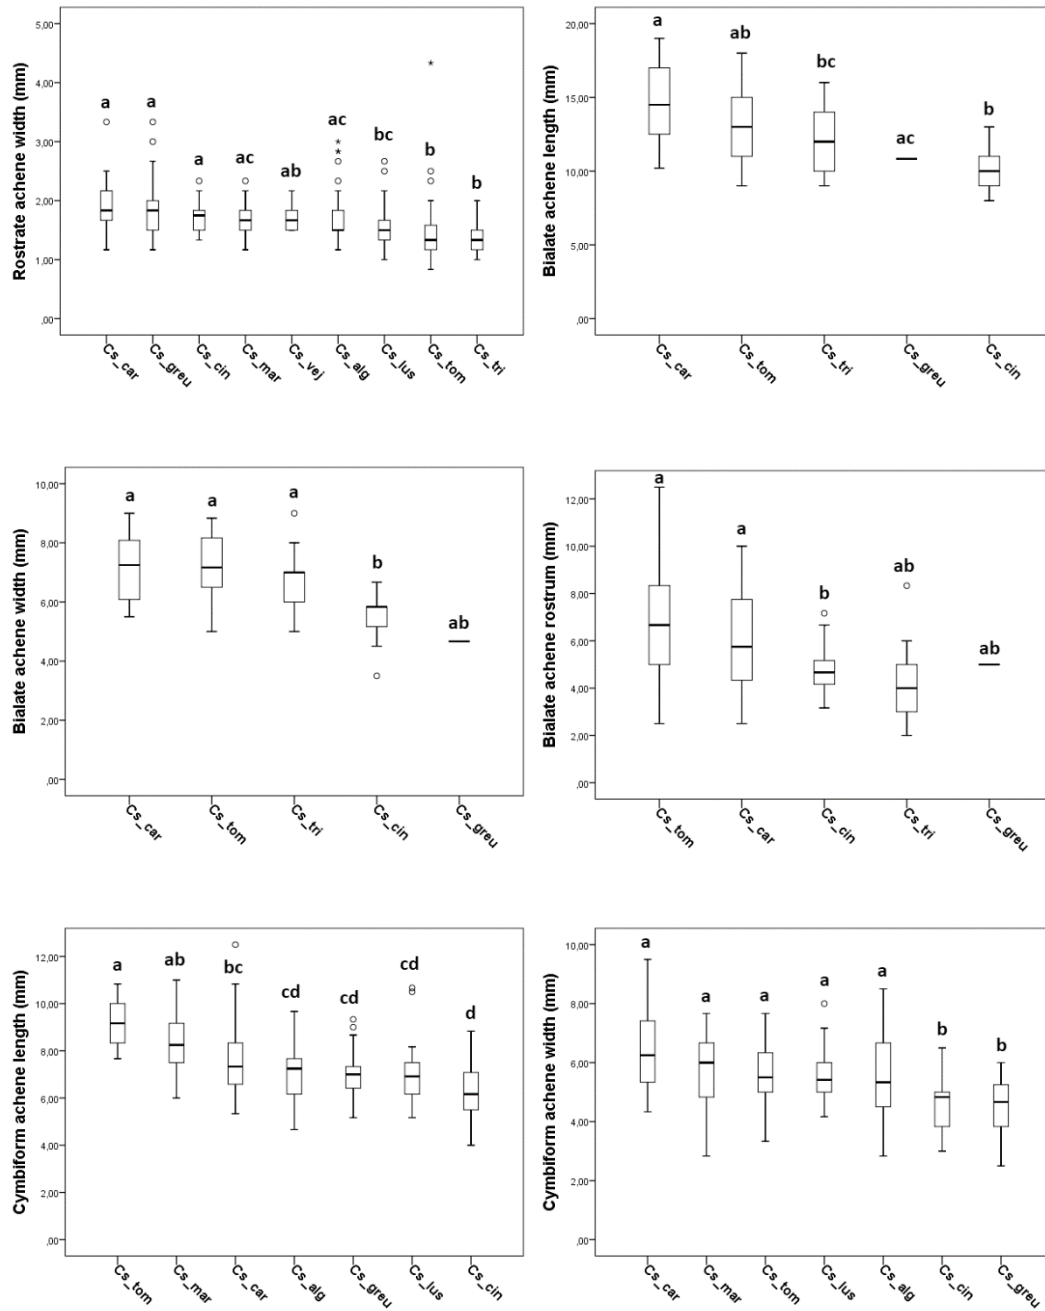 Rostrate achene width (mm)
5,00
4,00
3,00
2,00
1,00
,00
a
a
a
ac
ab
ac
bc
b
b
Cs_car
Cs_greu
Cs_cin
Cs_mar
Cs_vej
Cs_alg
Cs_lus
Cs_tom
Cs_tri
Bialate achene length (mm)
20,00
15,00
10,00
5,00
,00
a
ab
bc
ac
b
Cs_car
Cs_tom
Cs_tri
Cs_greu
Cs_cin
Bialate achene width (mm)
10,00
8,00
6,00
4,00
2,00
,00
a
a
a
b
ab
Cs_car
Cs_tom
Cs_tri
Cs_cin
Cs_greu
Bialate achene rostrum (mm)
12,00
10,00
8,00
6,00
4,00
2,00
,00
a
a
b
ab
ab
Cs_tom
Cs_car
Cs_cin
Cs_tri
Cs_greu
Cymbiform achene length (mm)
12,00
10,00
8,00
6,00
4,00
2,00
,00
a
ab
bc
cd
cd
cd
d
Cs_tom
Cs_mar
Cs_car
Cs_alg
Cs_greu
Cs_lus
Cs_cin
Cymbiform achene width (mm)
10,00
8,00
6,00
4,00
2,00
,00
a
a
a
a
a
b
b
Cs_car
Cs_mar
Cs_tom
Cs_lus
Cs_alg
Cs_cin
Cs_greu